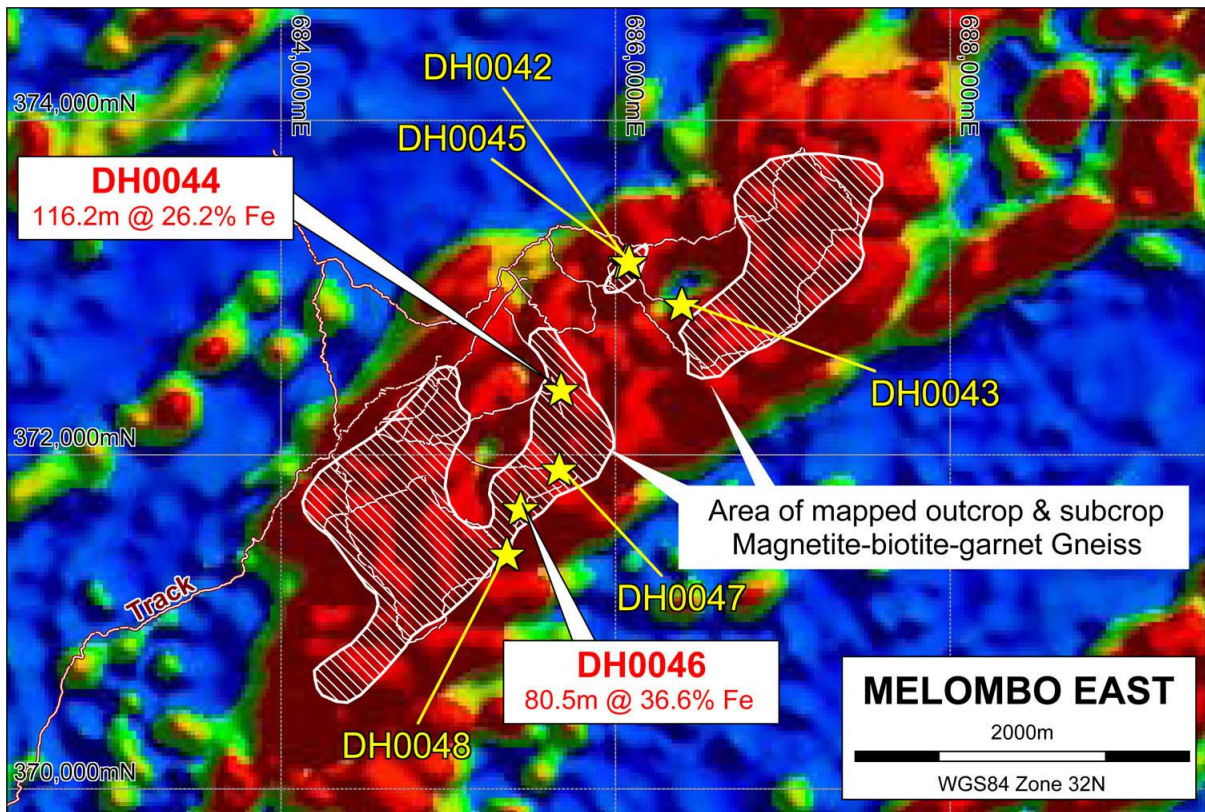 684,000mE
686,000mE
688,000mE
DH0042
374,000mN
DH0045
DH0044
116.2m @ 26.2% Fe
DH0043
372,000mN
Area of mapped outcrop & subcrop
Magnetite-biotite-garnet Gneiss
DH0047
Track
DH0046
80.5m @ 36.6% Fe
DH0048
MELOMBO EAST
2000m
WGS84 Zone 32N
370,000mN